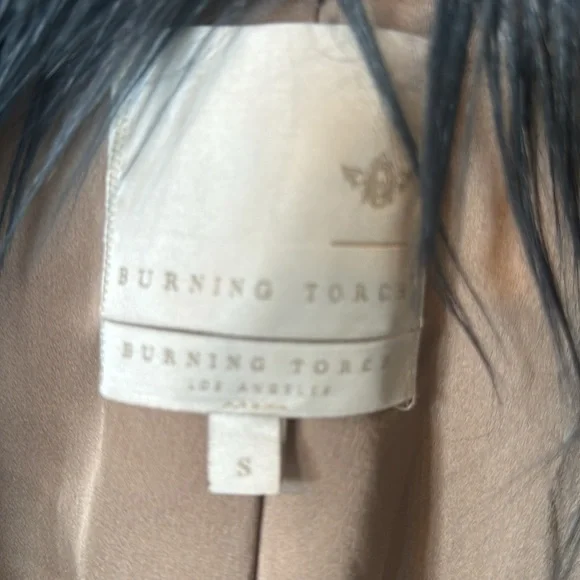 BURNING TORCH
BURNING TORCH
LOS ANGELES
S